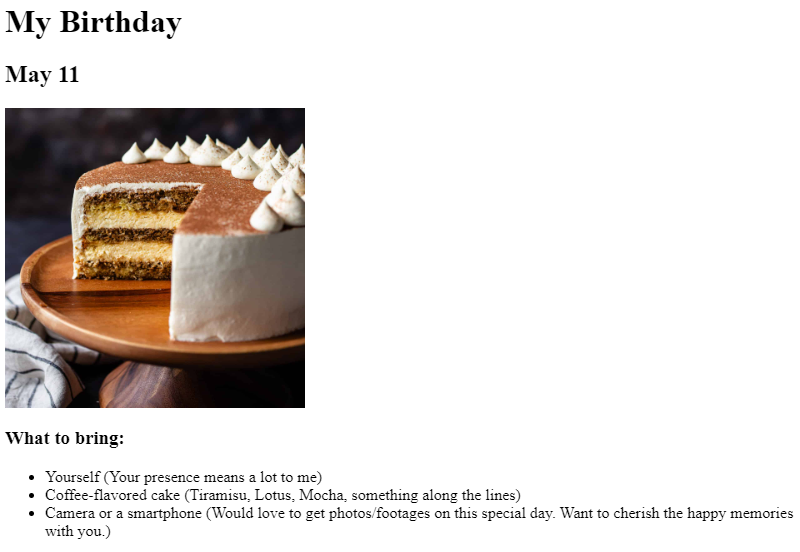 My Birthday
May 11
What to bring:
Yourself (Your presence means a lot to me)
Coffee-flavored cake (Tiramisu, Lotus, Mocha, something along the lines)
Camera or a smartphone (Would love to get photos/footages on this special day. Want to cherish the happy memories
with you.)